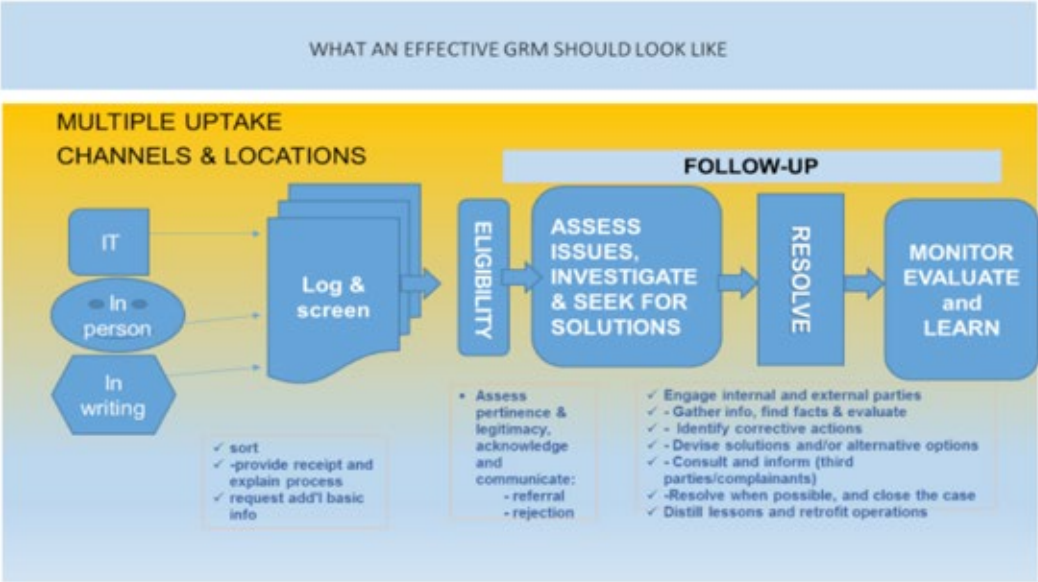 WHAT AN EFFECTIVE GRM SHOULD LOOK LIKE
MULTIPLE UPTAKE
CHANNELS & LOCATIONS
FOLLOW-UP
IT
In
person
In
writing
Log &
screen
ELIGIBILITY
ASSESS
ISSUES,
INVESTIGATE
& SEEK FOR
SOLUTIONS
RESOLVE
MONITOR
EVALUATE
and
LEARN
✓ sort
✓ -provide receipt and
explain process
✓ request add'l basic
info
• Assess
pertinence &
legitimacy,
acknowledge
and
communicate:
- referral
- rejection
✓ Engage internal and external parties
✓ - Gather info, find facts & evaluate
✓ - Identify corrective actions
✓ - Devise solutions and/or alternative options
✓ - Consult and inform (third
parties/complainants)
✓ -Resolve when possible, and close the case
✓ Distill lessons and retrofit operations